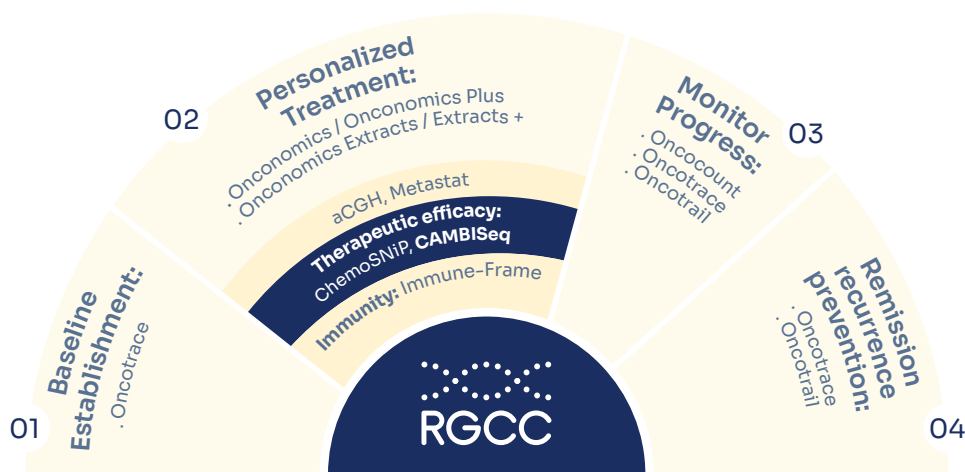 01
Baseline
Establishment:
· Oncotrace
02
Personalized
Treatment:
· Onconomics / Onconomics Plus
· Onconomics Extracts / Extracts +
aCGH, Metastat
Therapeutic efficacy:
ChemoSNiP, CAMBISeq
Immunity: Immune-Frame
03
Monitor
Progress:
· Oncocount
· Oncotrace
· Oncotrail
04
Remission
recurrence
prevention:
· Oncotrace
· Oncotrail
RGCC